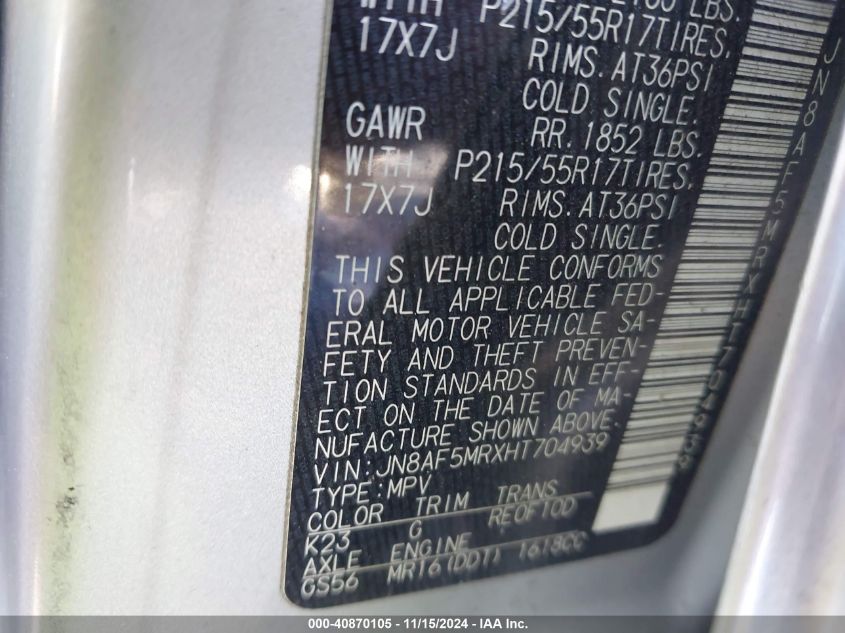 LBS.
WITH P215/55R17TIRES.
17X7J RIMS. AT36PSI
COLD SINGLE.
GAWR RR. 1852 LBS.
WITH P215/55R17TIRES.
17X7J RIMS. AT36PSI
COLD SINGLE.
THIS VEHICLE CONFORMS
TO ALL APPLICABLE FED-
ERAL MOTOR VEHICLE SA-
FETY AND THEFT PREVEN-
TION STANDARDS IN EFF-
ECT ON THE DATE OF MA-
NUFACTURE SHOWN ABOVE.
VIN:JN8AF5MRXHT704939
TYPE:MPV
COLOR TRIM TRANS
K23 G RE0F10D
AXLE ENGINE
GS56 MR16(DDT) 1618CC
JN8AF5MRXHT704939
000-40870105 - 11/15/2024 - IAA Inc.